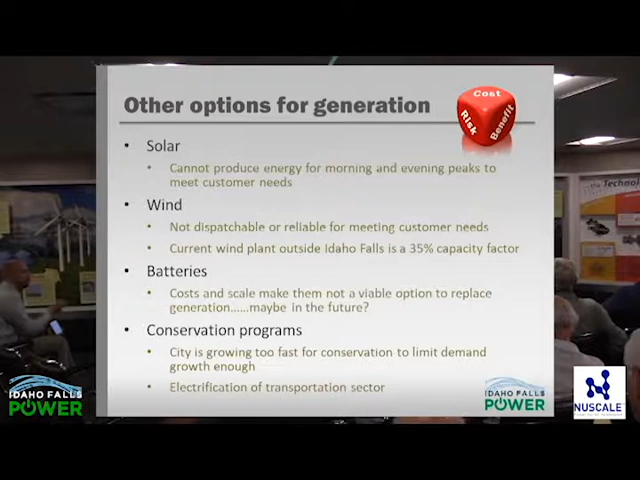 Other options for generation
Cost
Risk
Benefit
• Solar
• Cannot produce energy for morning and evening peaks to
meet customer needs
• Wind
• Not dispatchable or reliable for meeting customer needs
• Current wind plant outside Idaho Falls is a 35% capacity factor
• Batteries
• Costs and scale make them not a viable option to replace
generation......maybe in the future?
• Conservation programs
• City is growing too fast for conservation to limit demand
growth enough
• Electrification of transportation sector
IDAHO FALLS
POWER
IDAHO FALLS
POWER
NUSCALE
the Technolo